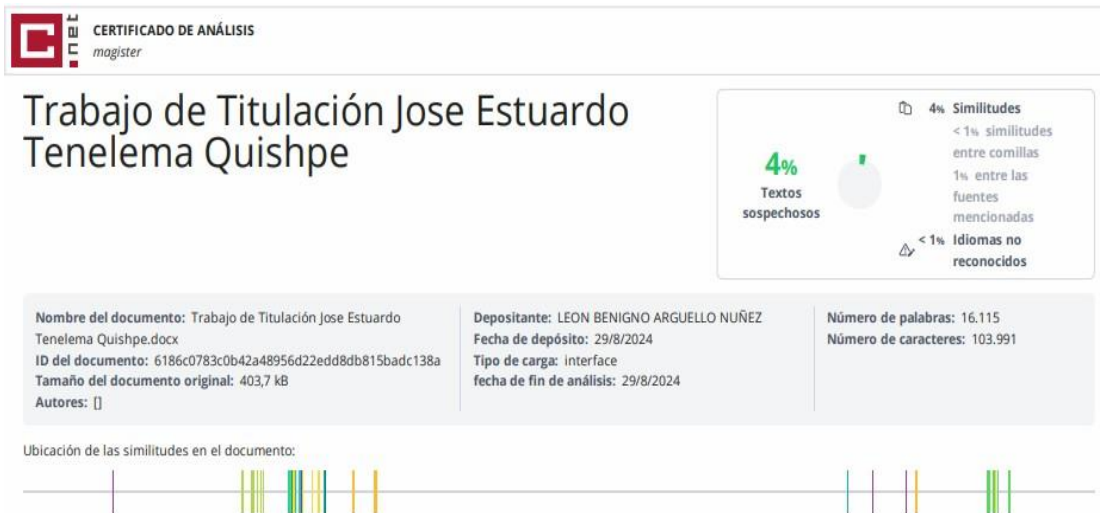 C
.net
CERTIFICADO DE ANÁLISIS
magister
Trabajo de Titulación Jose Estuardo
Tenelema Quishpe
4%
Textos
sospechosos
4% Similitudes
< 1% similitudes
entre comillas
1% entre las
fuentes
mencionadas
< 1% Idiomas no
reconocidos
Nombre del documento: Trabajo de Titulación Jose Estuardo
Tenelema Quishpe.docx
ID del documento: 6186c0783c0b42a48956d22edd8db815badc138a
Tamaño del documento original: 403,7 kB
Autores: []
Depositante: LEON BENIGNO ARGUELLO NUÑEZ
Fecha de depósito: 29/8/2024
Tipo de carga: interface
fecha de fin de análisis: 29/8/2024
Número de palabras: 16.115
Número de caracteres: 103.991
Ubicación de las similitudes en el documento: